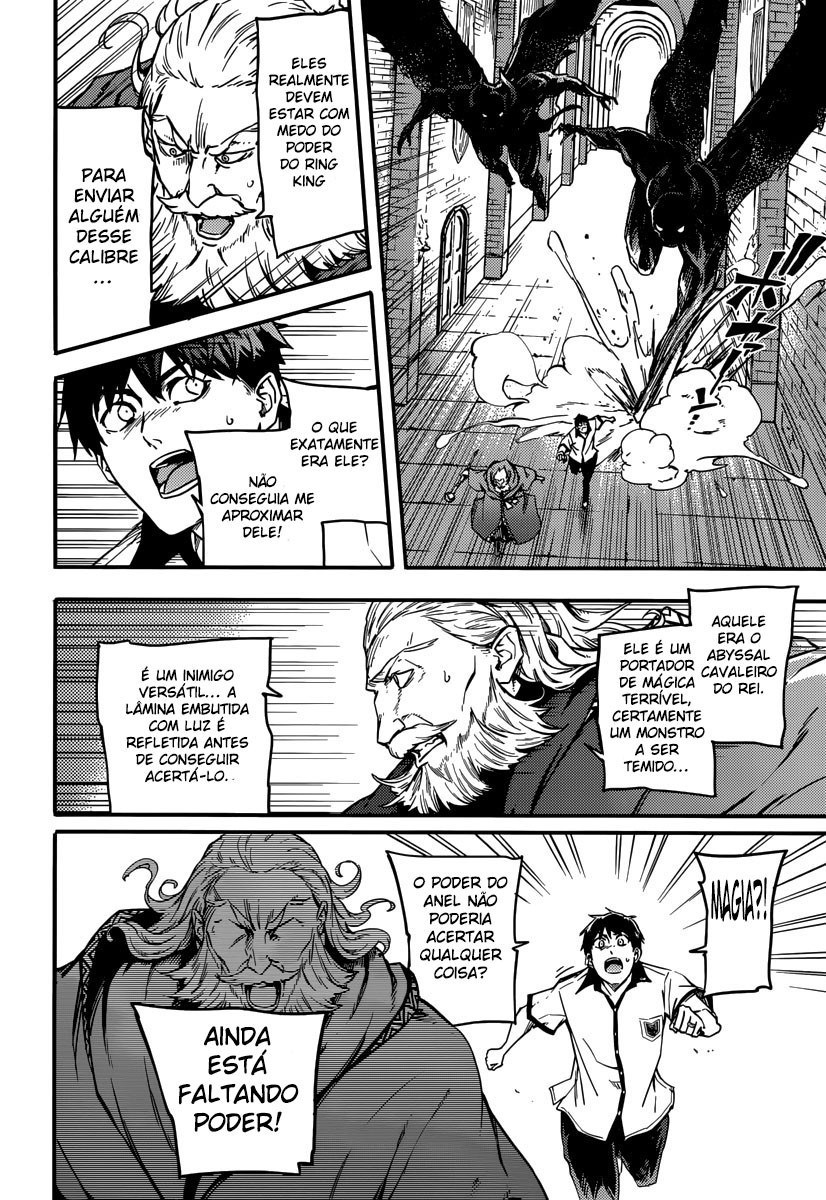 ボウッ
ELES
REALMENTE
DEVEM
ESTAR COM
MEDO DO
PODER
DO RING
KING
PARA
ENVIAR
ALGUÉM
DESSE
CALIBRE
...
O QUE
EXATAMENTE
ERA ELE?
NÃO
CONSEGUIA ME
APROXIMAR
DELE!
AQUELE
ERA O
ABYSSAL
CAVALEIRO
DO REI.
ELE É UM
PORTADOR
DE MÁGICA
TERRÍVEL,
CERTAMENTE
UM MONSTRO
A SER
TEMIDO...
É UM INIMIGO
VERSÁTIL... A
LÂMINA EMBUTIDA
COM LUZ É
REFLETIDA ANTES
DE CONSEGUIR
ACERTÁ-LO.
MAGIA?!
O PODER DO
ANEL NÃO
PODERIA
ACERTAR
QUALQUER
COISA?
AINDA
ESTÁ
FALTANDO
PODER!